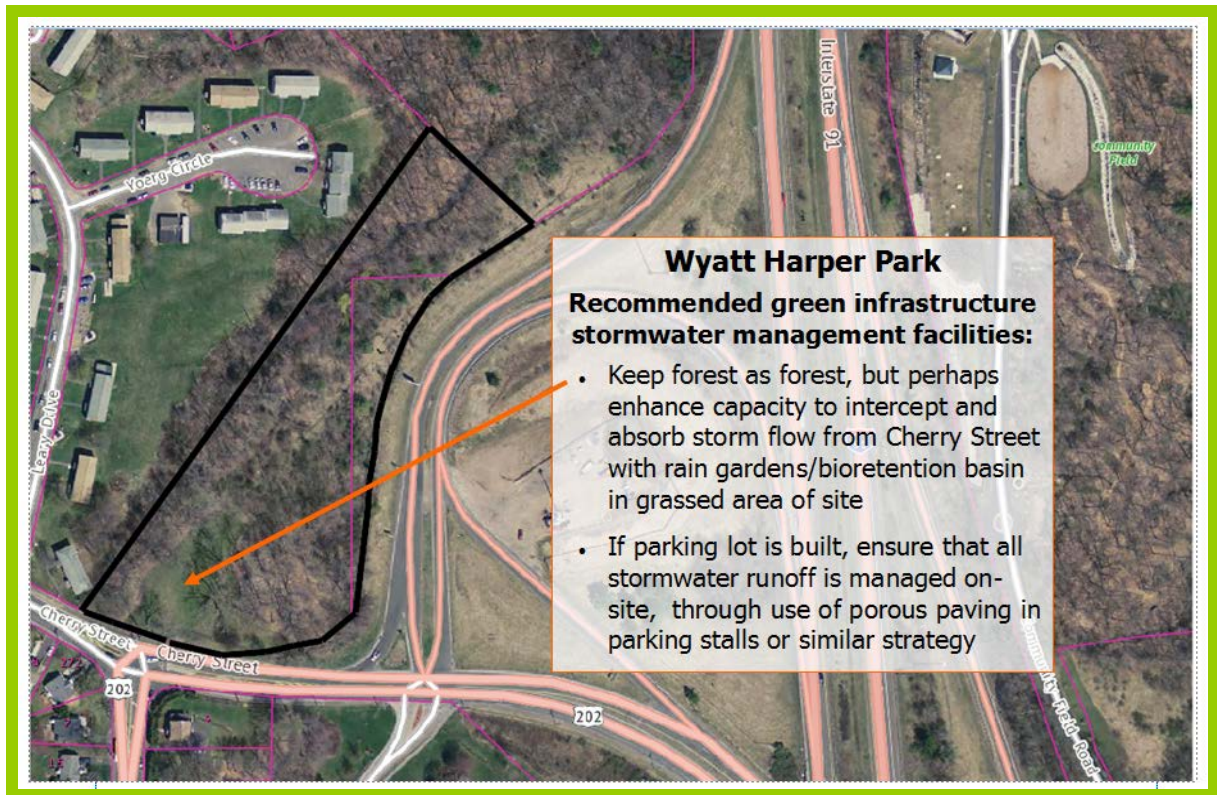 Interstate 91
Community
Field
Yoerg Circle
Wyatt Harper Park
Recommended green infrastructure
stormwater management facilities:
• Keep forest as forest, but perhaps
enhance capacity to intercept and
absorb storm flow from Cherry Street
with rain gardens/bioretention basin
in grassed area of site
• If parking lot is built, ensure that all
stormwater runoff is managed on-
site, through use of porous paving in
parking stalls or similar strategy
Leary Drive
Cherry Street
Cherry Street
202
202
Community Field Road